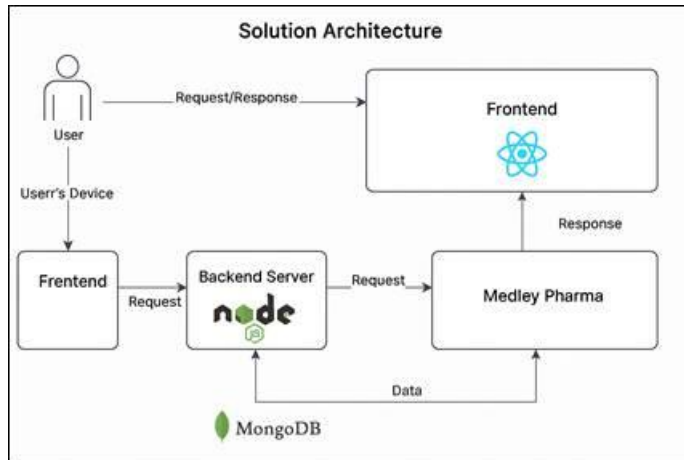 Solution Architecture
User
Request/Response
Frontend
Userr's Device
Response
Frentend
Request
Backend Server
node
JS
Request
Medley Pharma
Data
MongoDB